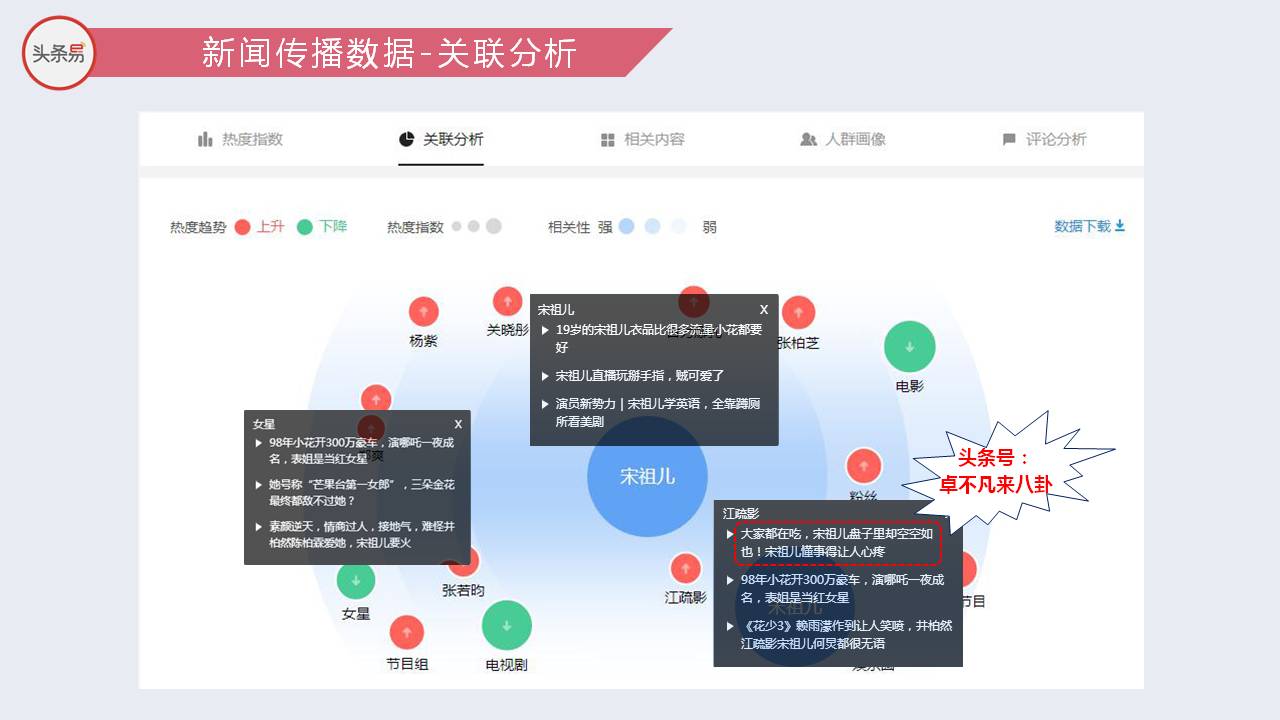 头条易
新闻传播数据-关联分析
热度指数
关联分析
相关内容
人群画像
评论分析
热度趋势 上升 下降
热度指数
相关性 强 弱
数据下载
杨紫
关晓彤
张柏芝
电影
宋祖儿 X
19岁的宋祖儿衣品比很多流量小花都要
好
宋祖儿直播玩掰手指，贼可爱了
演员新势力 | 宋祖儿学英语，全靠蹲厕
所看美剧
女星 X
98年小花开300万豪车，演哪吒一夜成
名，表姐是当红女星
她号称“芒果台第一女郎”，三朵金花
最终都敌不过她？
素颜逆天，情商过人，接地气，难怪井
柏然陈柏霖爱她，宋祖儿要火
宋祖儿
粉丝
头条号：
卓不凡来八卦
江疏影
大家都在吃，宋祖儿盘子里却空空如
也！宋祖儿懂事得让人心疼
98年小花开300万豪车，演哪吒一夜成
名，表姐是当红女星
《花少3》赖雨濛作到让人笑喷，井柏然
江疏影宋祖儿何炅都很无语
宋祖儿
张若昀
江疏影
节目
女星
节目组
电视剧